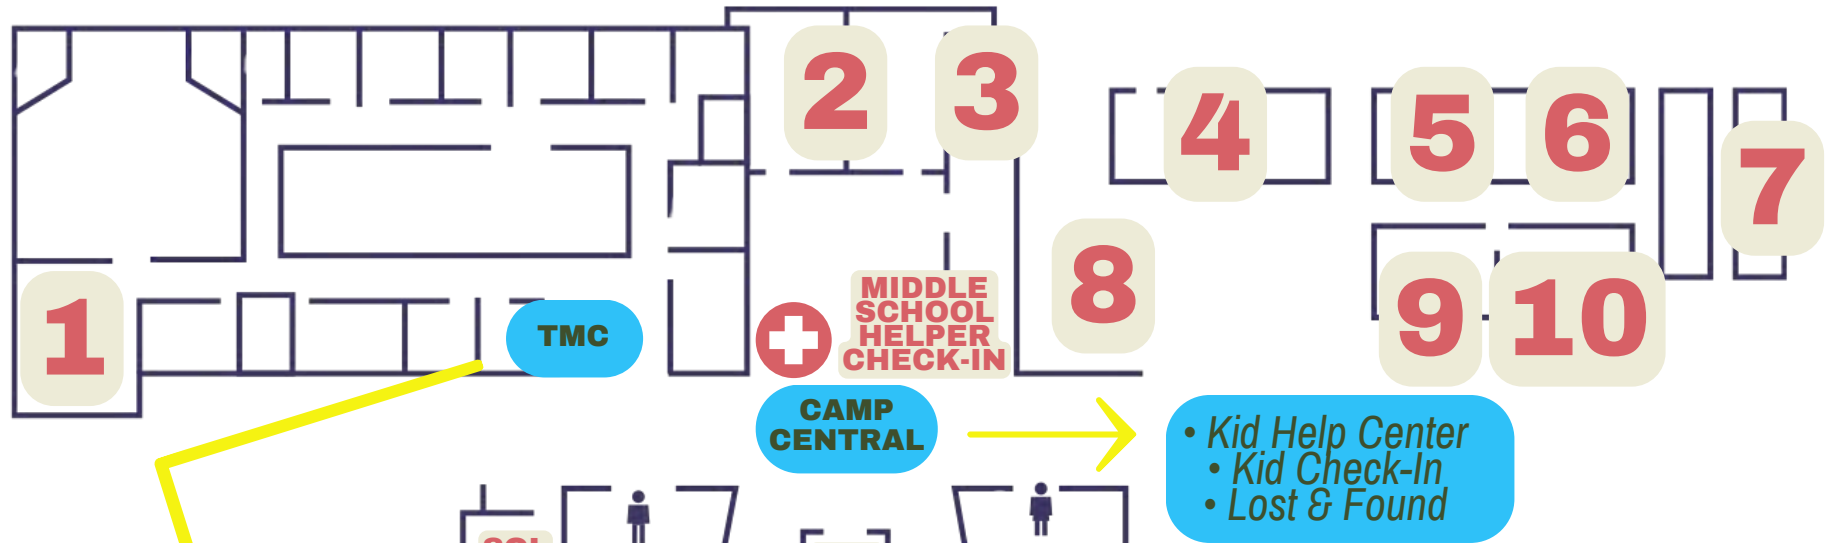 2
3
4
5
6
7
1
8
9
10
TMC
MIDDLE
SCHOOL
HELPER
CHECK-IN
CAMP
CENTRAL
• Kid Help Center
• Kid Check-In
• Lost & Found